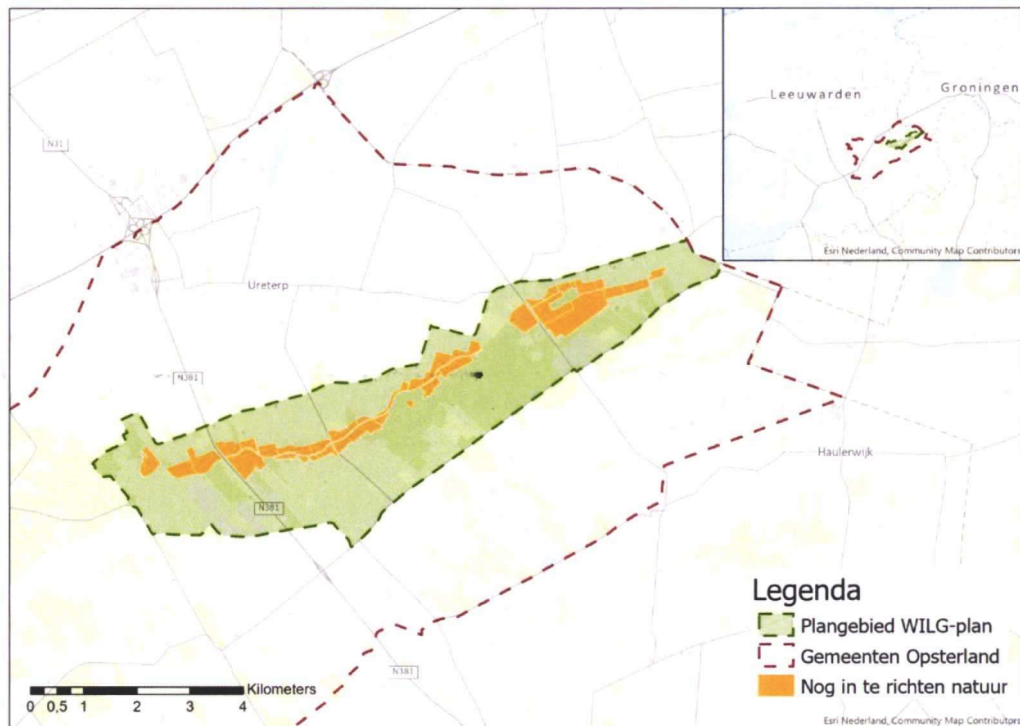 Leeuwarden
Groningen
Esri Nederland, Community Map Contributors
N31
Ureterp
N381
Haulerwijk
N381
N381
Legenda
Plangebied WILG-plan
Gemeenten Opsterland
Nog in te richten natuur
Kilometers
0 0,5 1 2 3 4
Esri Nederland, Community Map Contributors